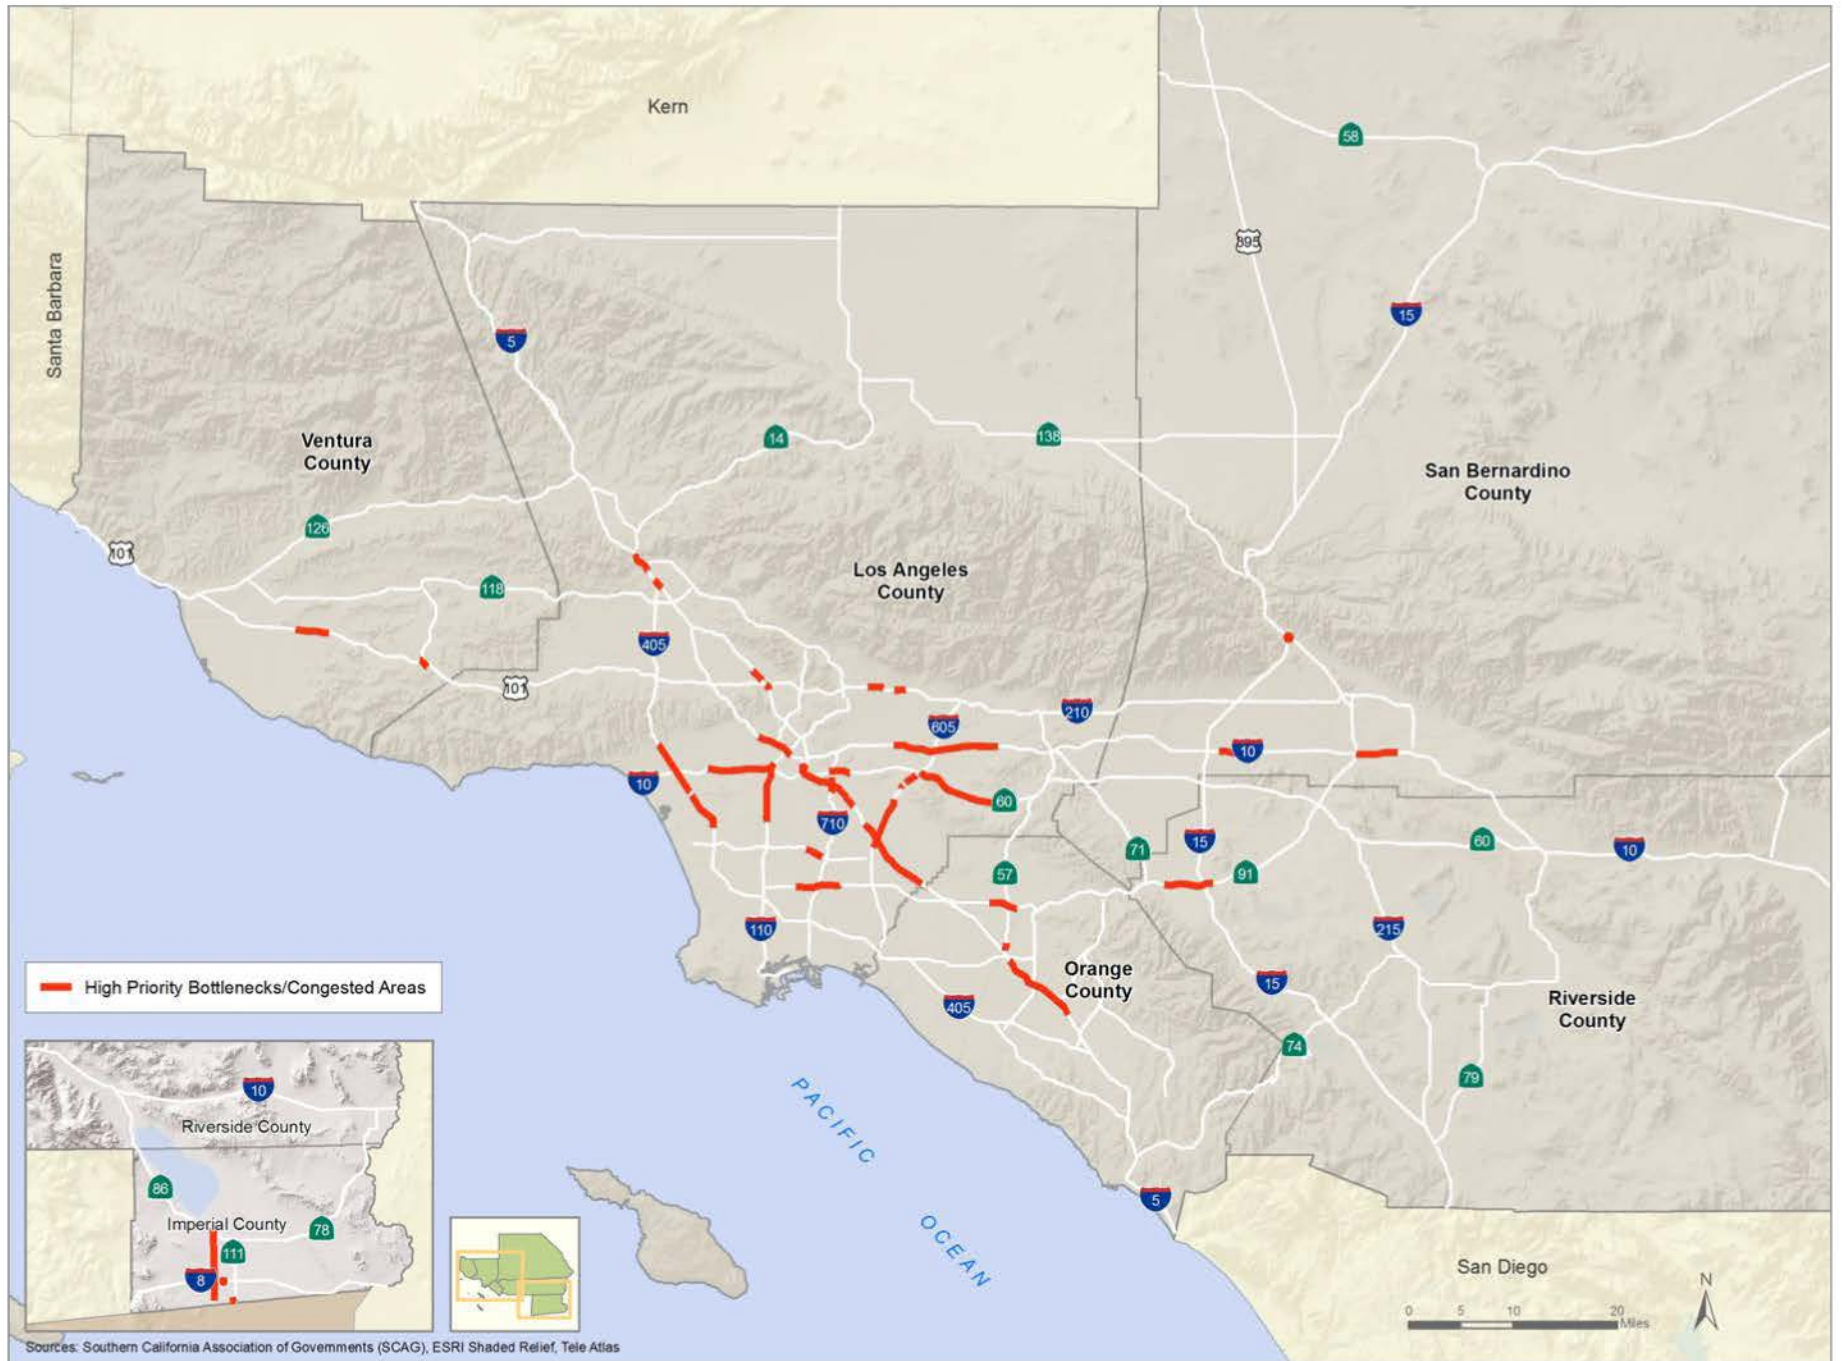 Kern
58
395
Santa Barbara
15
5
Ventura
County
14
138
San Bernardino
County
126
101
118
Los Angeles
County
405
101
210
605
10
10
60
710
15
60
10
71
57
91
110
215
Orange
County
15
405
Riverside
County
High Priority Bottlenecks/Congested Areas
74
79
10
Riverside County
PACIFIC
OCEAN
86
5
Imperial County
78
111
8
San Diego
N
0 5 10 20
Miles
Sources: Southern California Association of Governments (SCAG), ESRI Shaded Relief, Tele Atlas